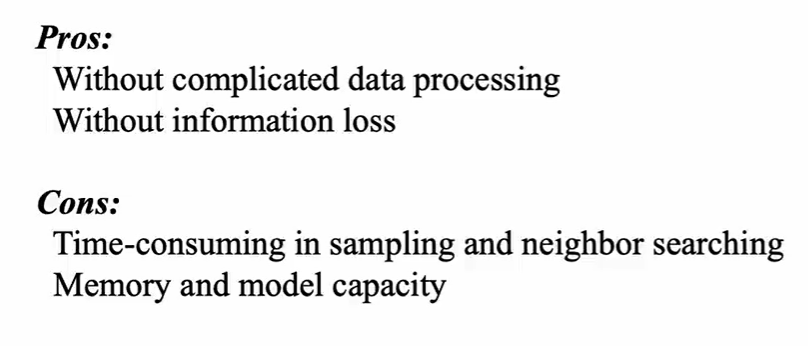 Pros:
Without complicated data processing
Without information loss
Cons:
Time-consuming in sampling and neighbor searching
Memory and model capacity